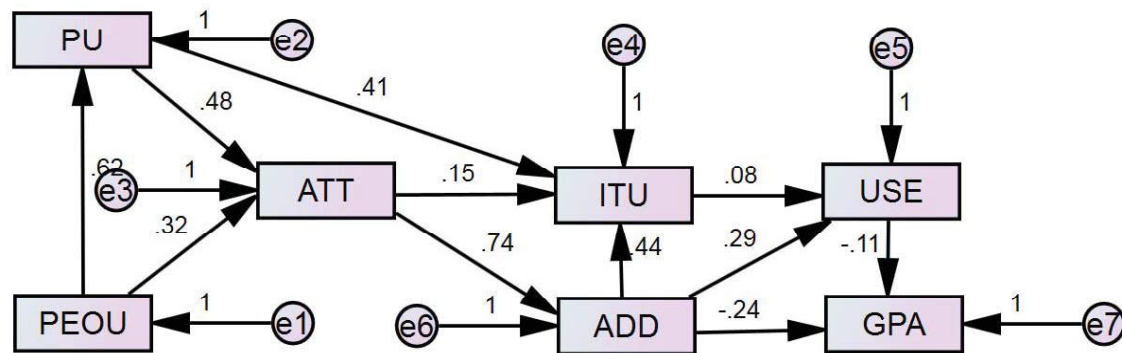 PU
1
e2
e4
e5
.41
1
1
.48
.62
e3
1
ATT
.15
ITU
.08
USE
.32
.74
.44
.29
-.11
PEOU
1
e1
e6
1
ADD
-.24
GPA
1
e7